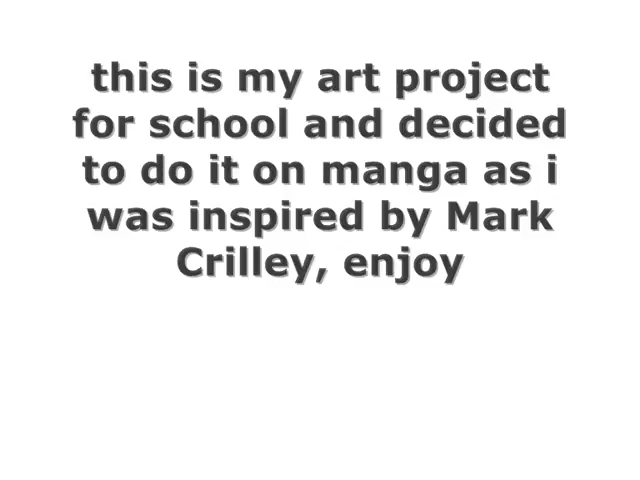 this is my art project
for school and decided
to do it on manga as i
was inspired by Mark
Crilley, enjoy